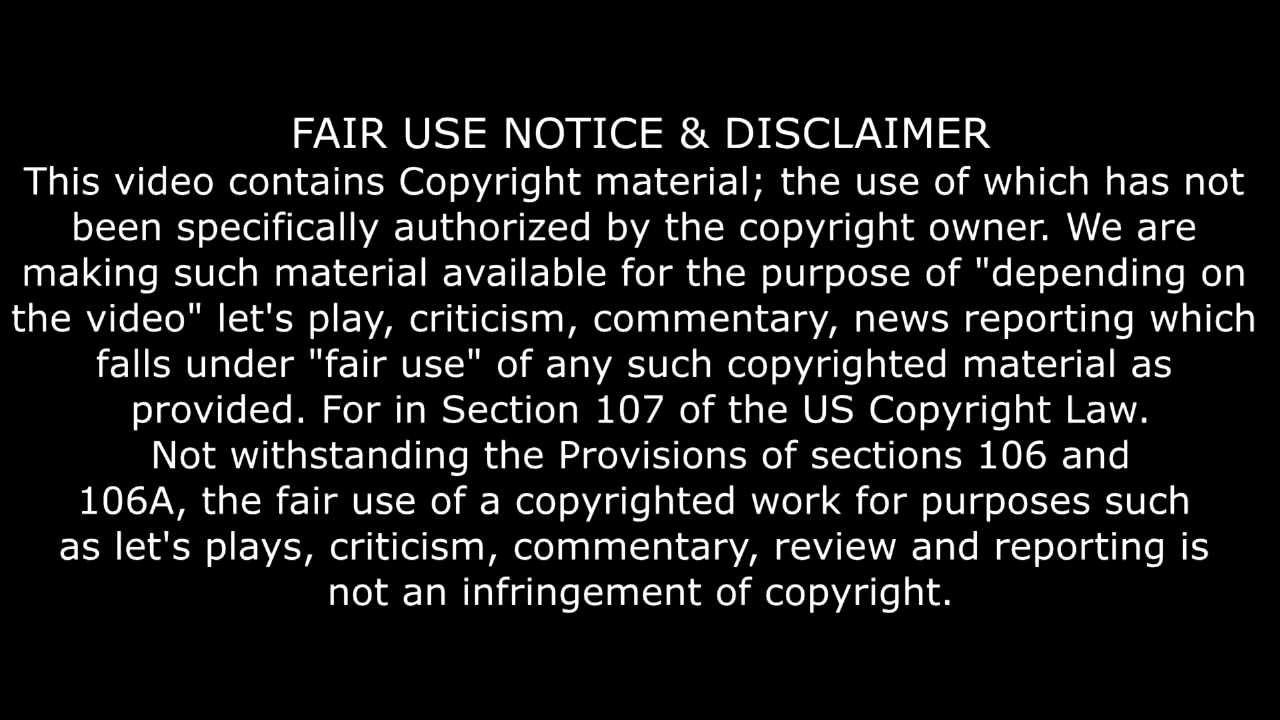 FAIR USE NOTICE & DISCLAIMER
This video contains Copyright material; the use of which has not
been specifically authorized by the copyright owner. We are
making such material available for the purpose of "depending on
the video" let's play, criticism, commentary, news reporting which
falls under "fair use" of any such copyrighted material as
provided. For in Section 107 of the US Copyright Law.
Not withstanding the Provisions of sections 106 and
106A, the fair use of a copyrighted work for purposes such
as let's plays, criticism, commentary, review and reporting is
not an infringement of copyright.